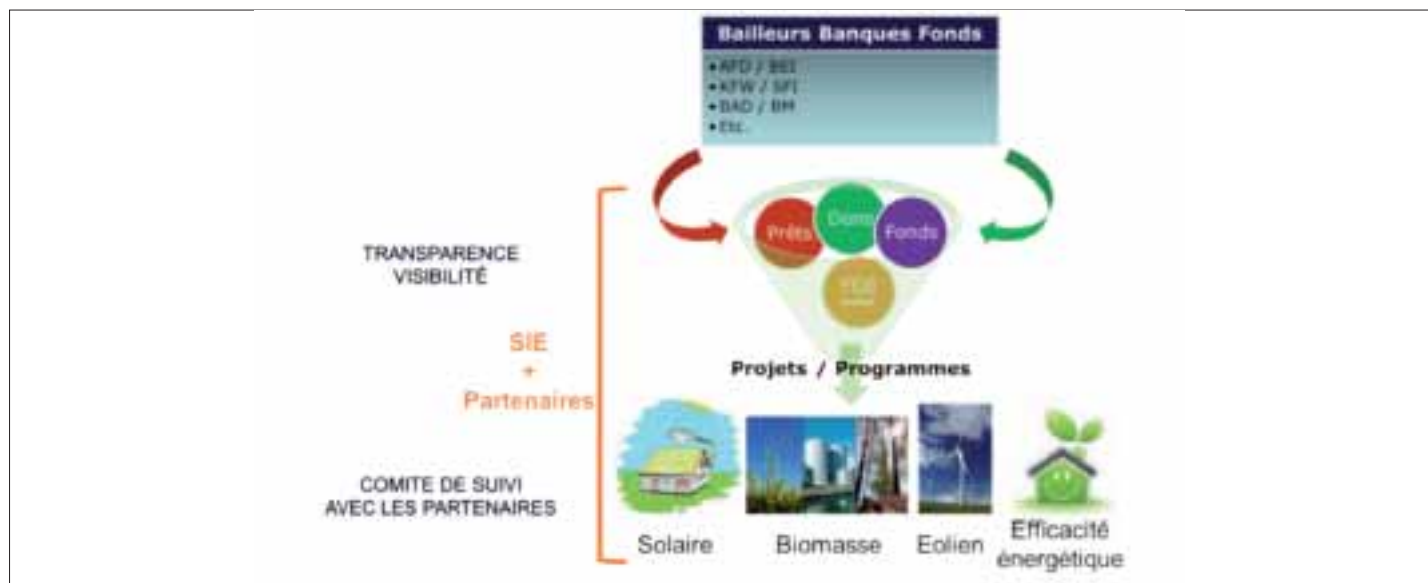 Bailleurs Banques Fonds
• AFD / BEI
• KFW / SFI
• BAD / BM
• Etc.
Prêts
Dons
Fonds
TRANSPARENCE
VISIBILITÉ
SIE
+
Partenaires
Projets / Programmes
COMITE DE SUIVI
AVEC LES PARTENAIRES
Solaire
Biomasse
Eolien
Efficacité
énergétique